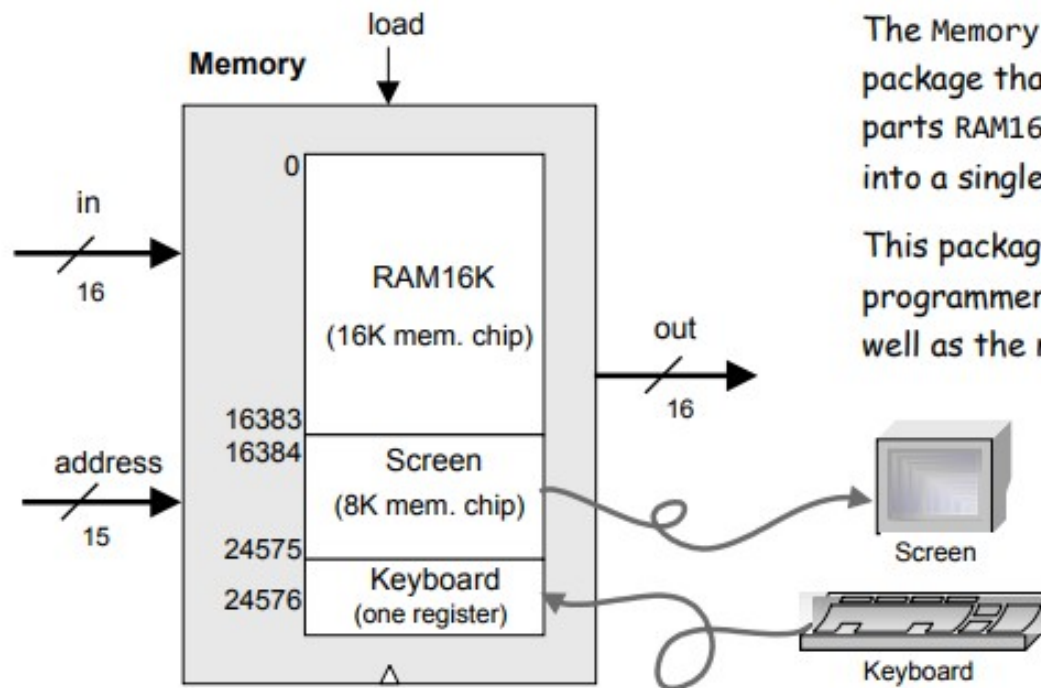 load
Memory
in
16
address
15
0
RAM16K
(16K mem. chip)
16383
16384
Screen
(8K mem. chip)
24575
24576
Keyboard
(one register)
out
16
Screen
Keyboard
The Memory
package tha
parts RAM16
into a single
This packag
programmer
well as the